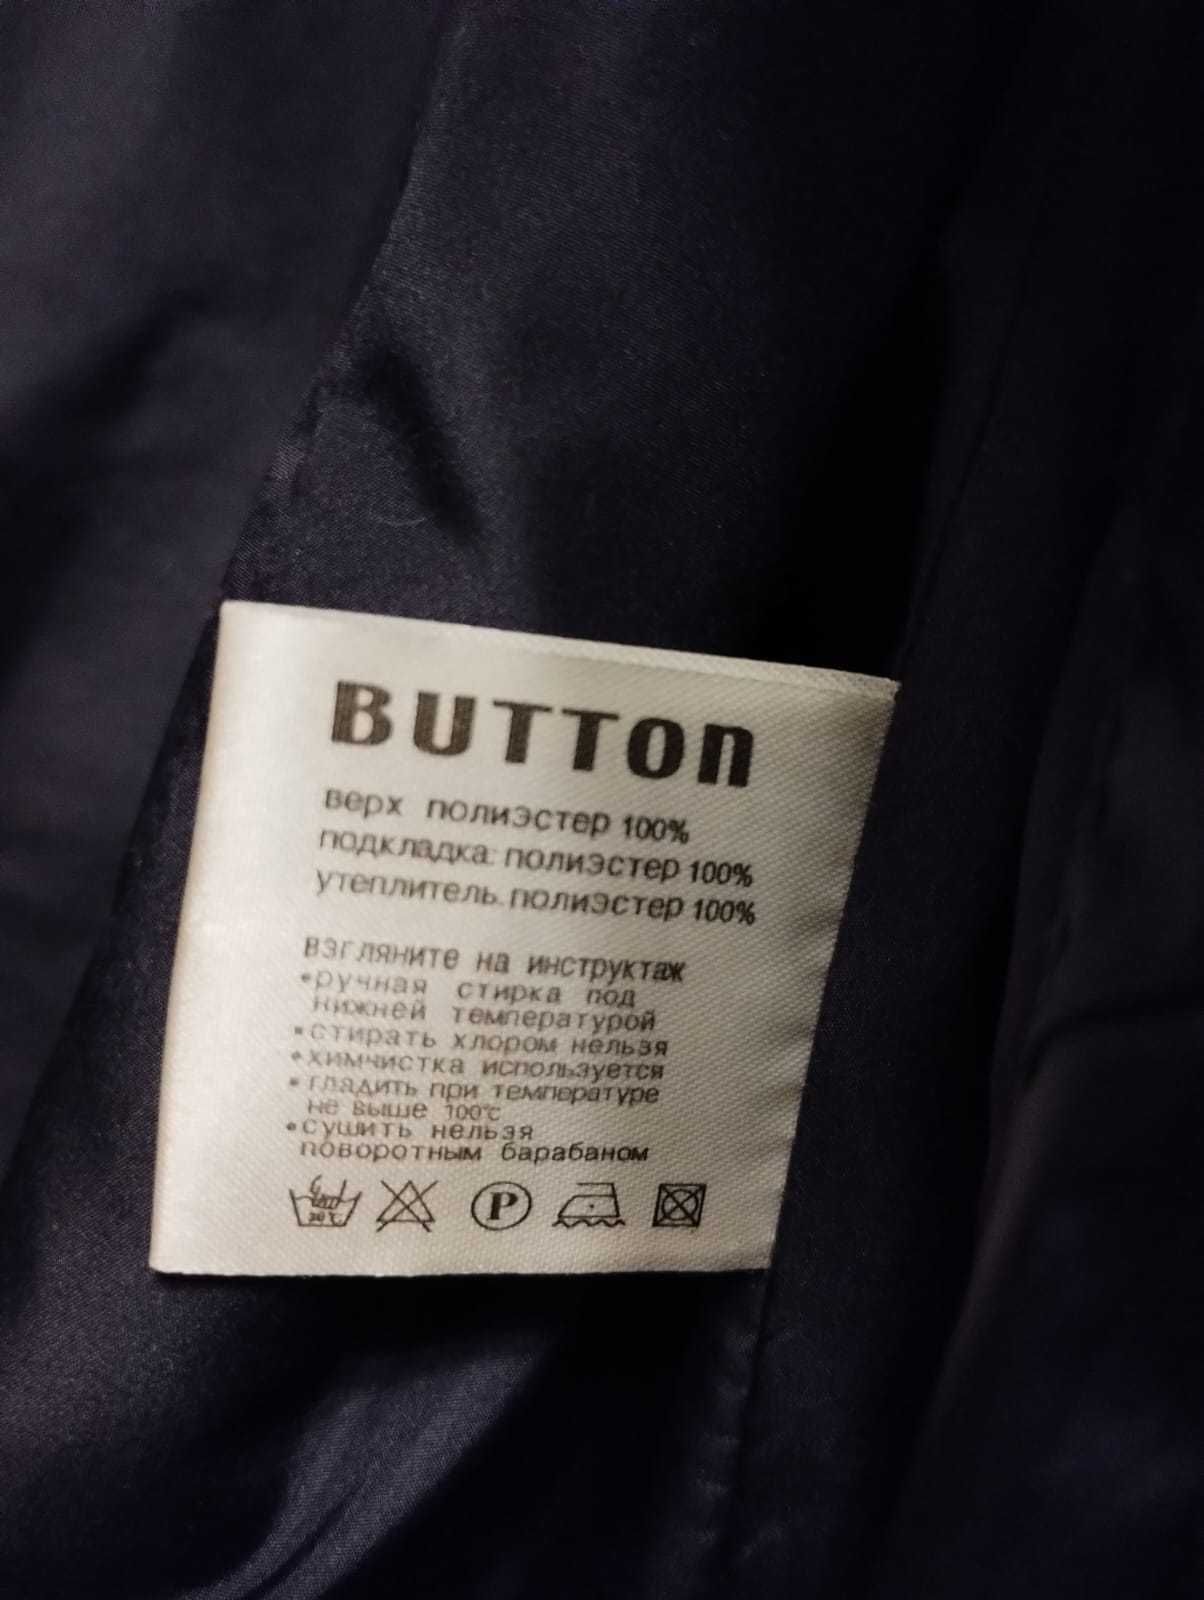 BUTTON
верх полиэстер 100%
подкладка: полиэстер 100%
утеплитель. полиэстер 100%
взгляните на инструктаж
•ручная стирка под
нижней температурой
•стирать хлором нельзя
•химчистка используется
•гладить при температуре
не выше 100℃
•сушить нельзя
поворотным барабаном
30℃ P